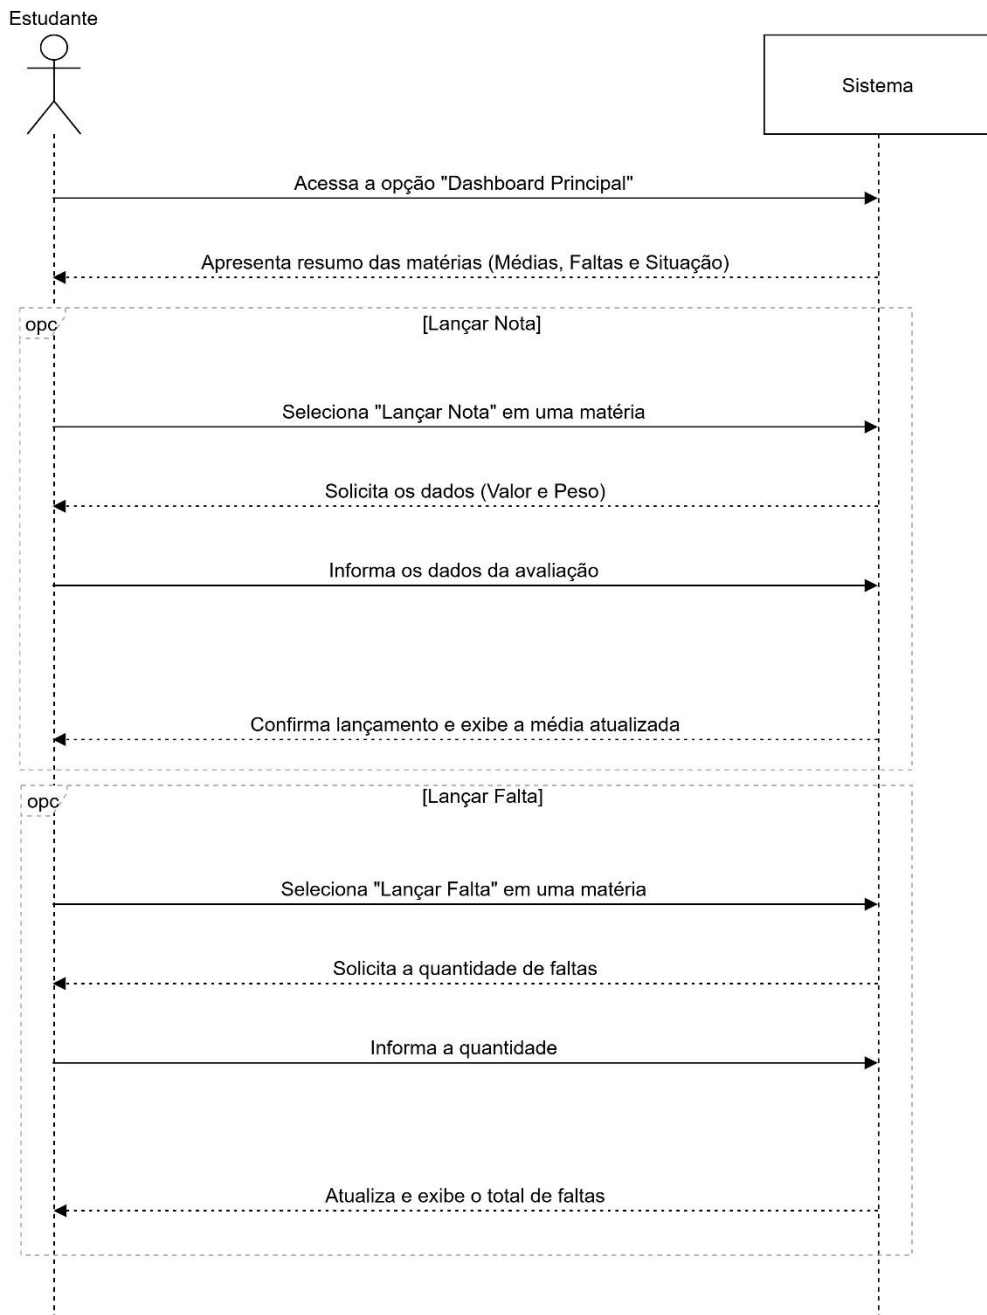 Estudante
Sistema
Acessa a opção "Dashboard Principal"
Apresenta resumo das matérias (Médias, Faltas e Situação)
opc
[Lançar Nota]
Seleciona "Lançar Nota" em uma matéria
Solicita os dados (Valor e Peso)
Informa os dados da avaliação
Confirma lançamento e exibe a média atualizada
opc
[Lançar Falta]
Seleciona "Lançar Falta" em uma matéria
Solicita a quantidade de faltas
Informa a quantidade
Atualiza e exibe o total de faltas